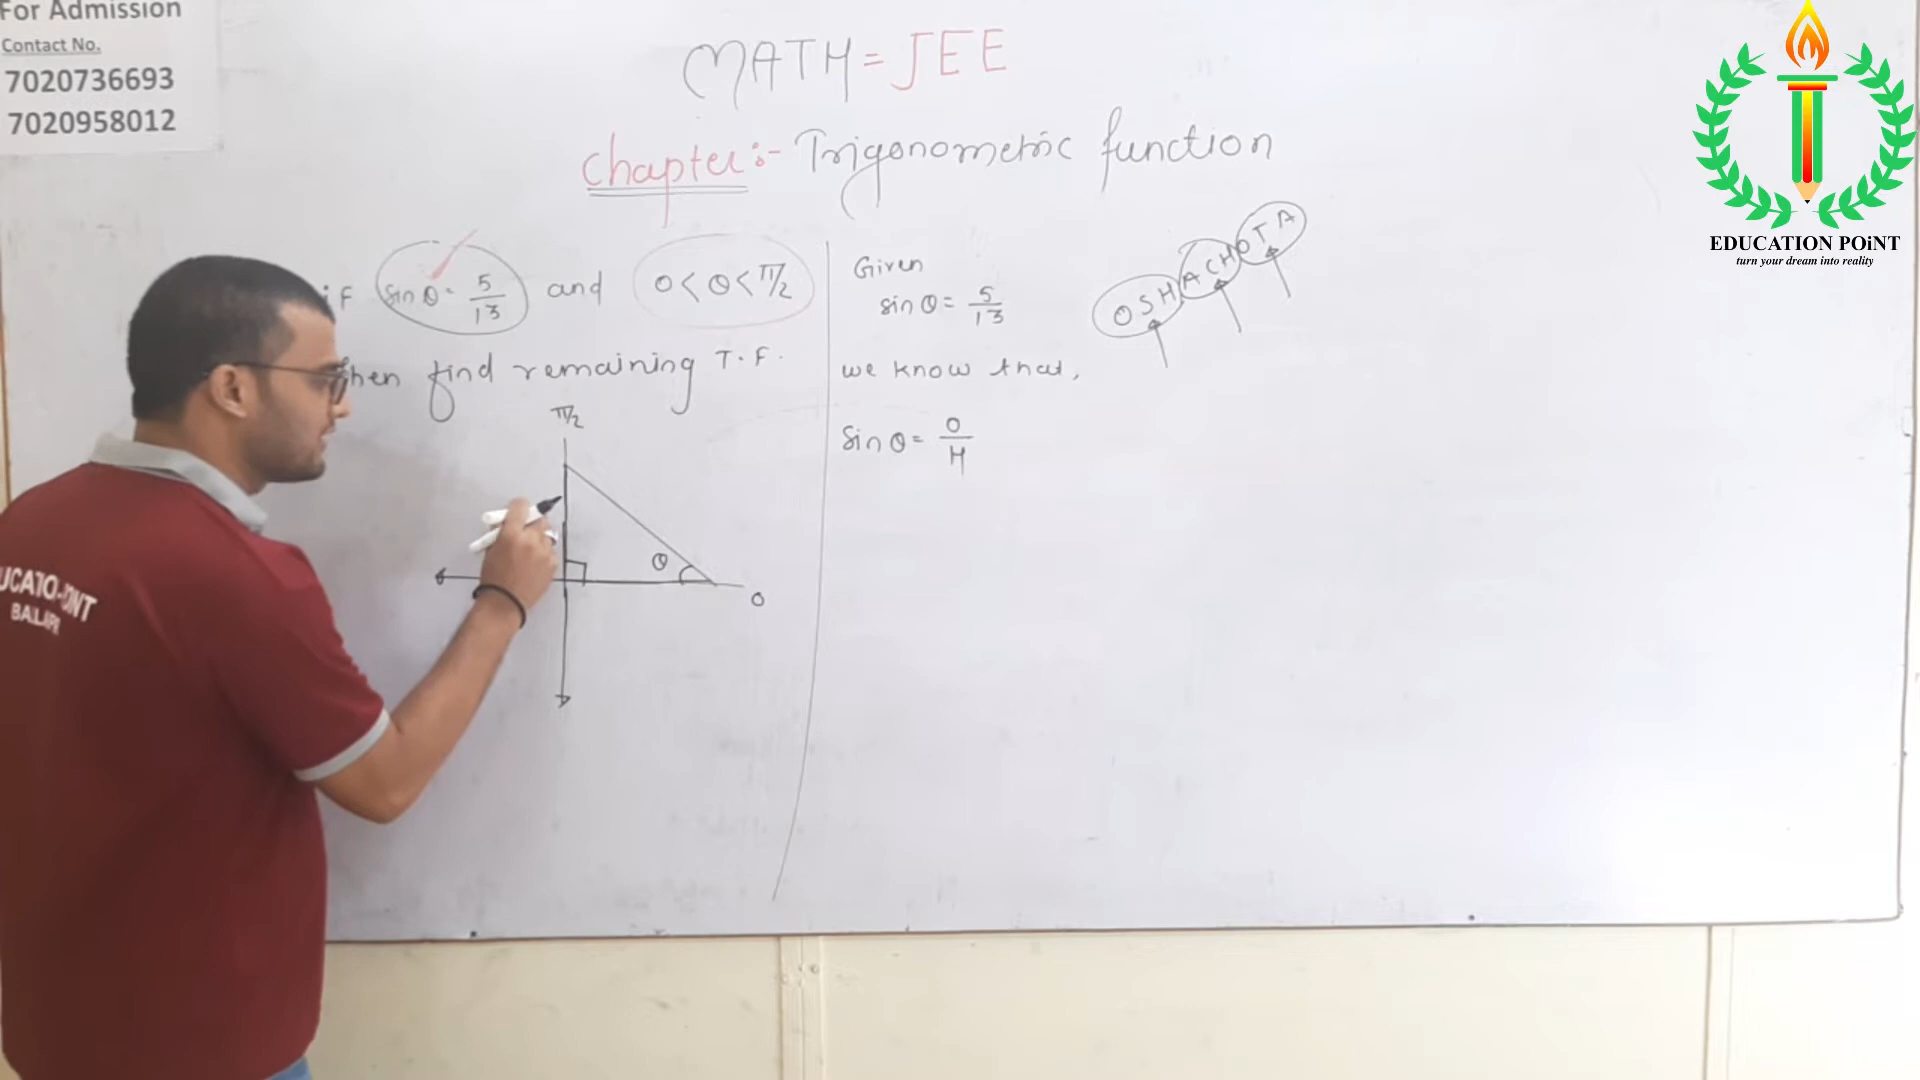 For Admission
Contact No.
7020736693
7020958012
MATH = JEE
Chapter:- Trigonometric function
if sin θ = 5/13 and 0 < θ < π/2
then find remaining T.F.
π/2
θ
0
Given
sin θ = 5/13
we know that,
sin θ = O/H
OSHACHOTA
EDUCATION POiNT
turn your dream into reality